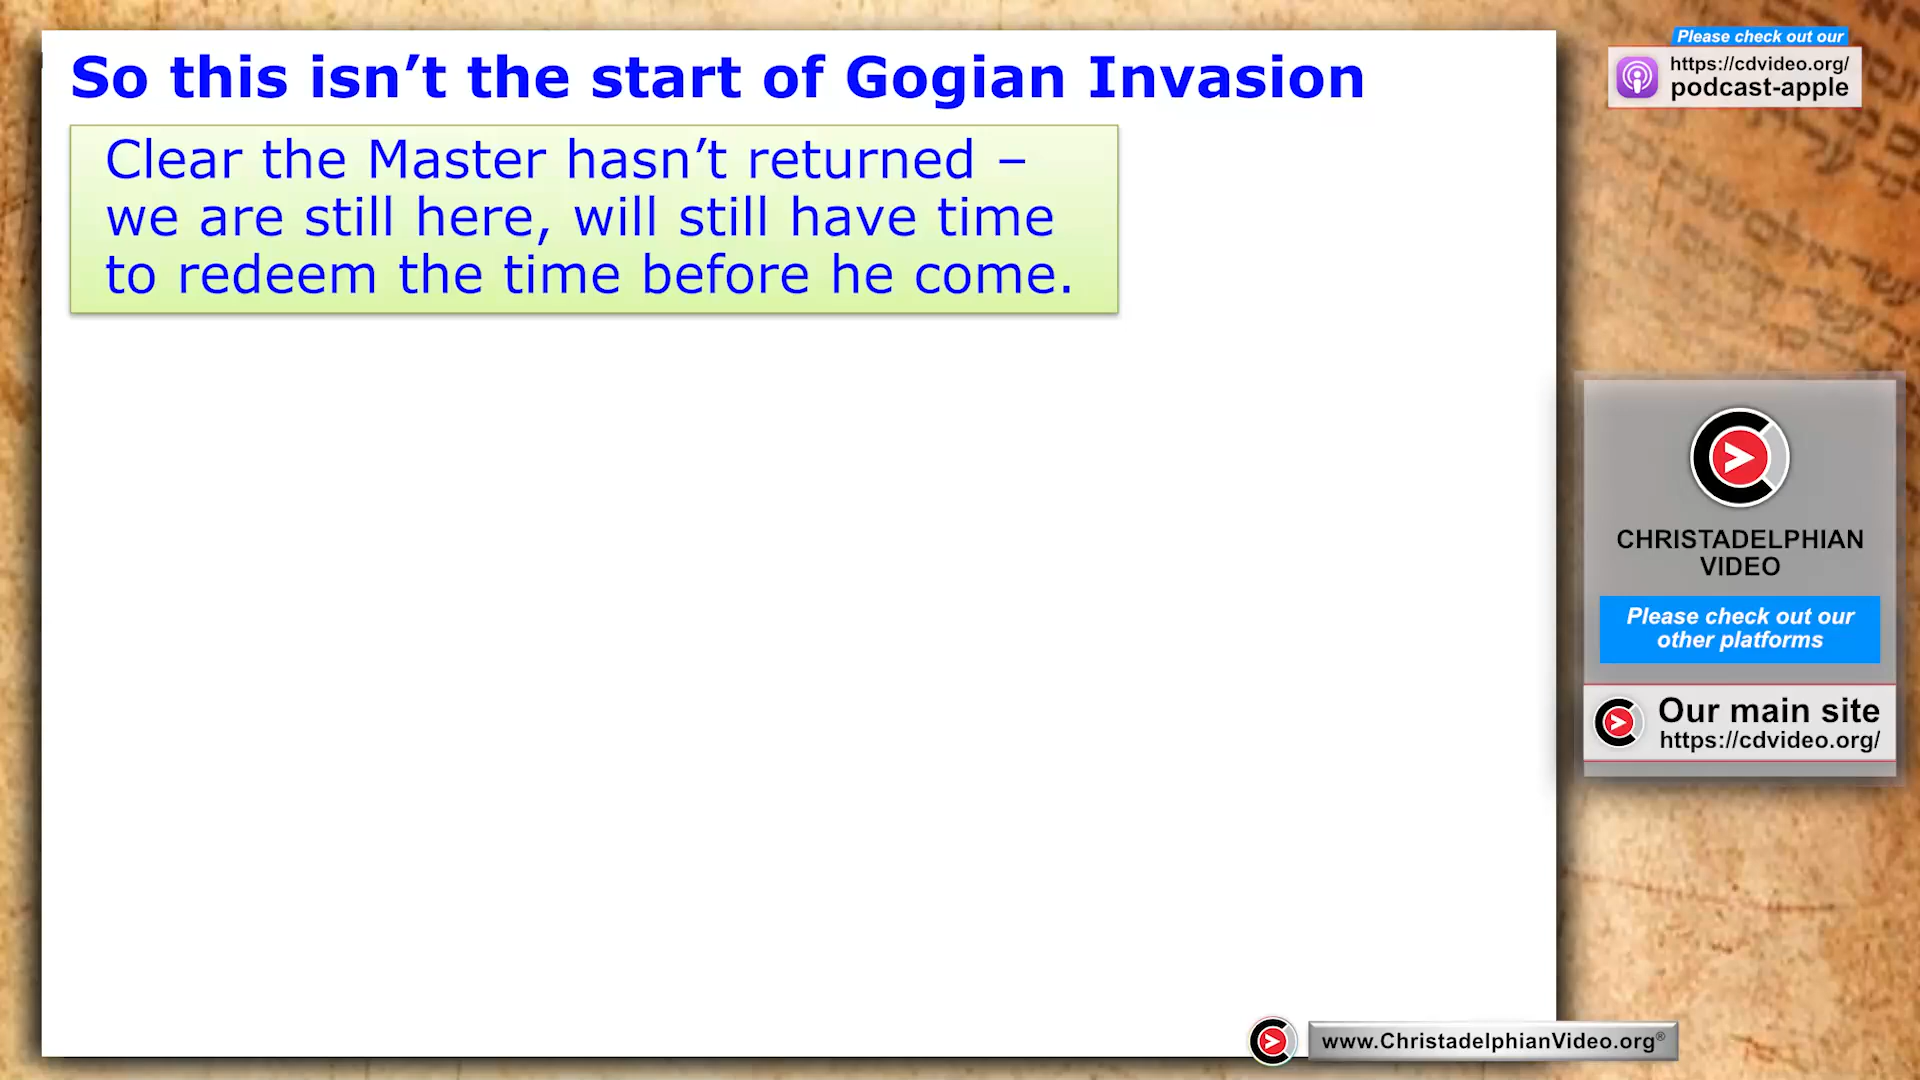 So this isn’t the start of Gogian Invasion
Clear the Master hasn’t returned –
we are still here, will still have time
to redeem the time before he come.
Please check out our
https://cdvideo.org/
podcast-apple
CHRISTADELPHIAN
VIDEO
Please check out our
other platforms
Our main site
https://cdvideo.org/
www.ChristadelphianVideo.org®